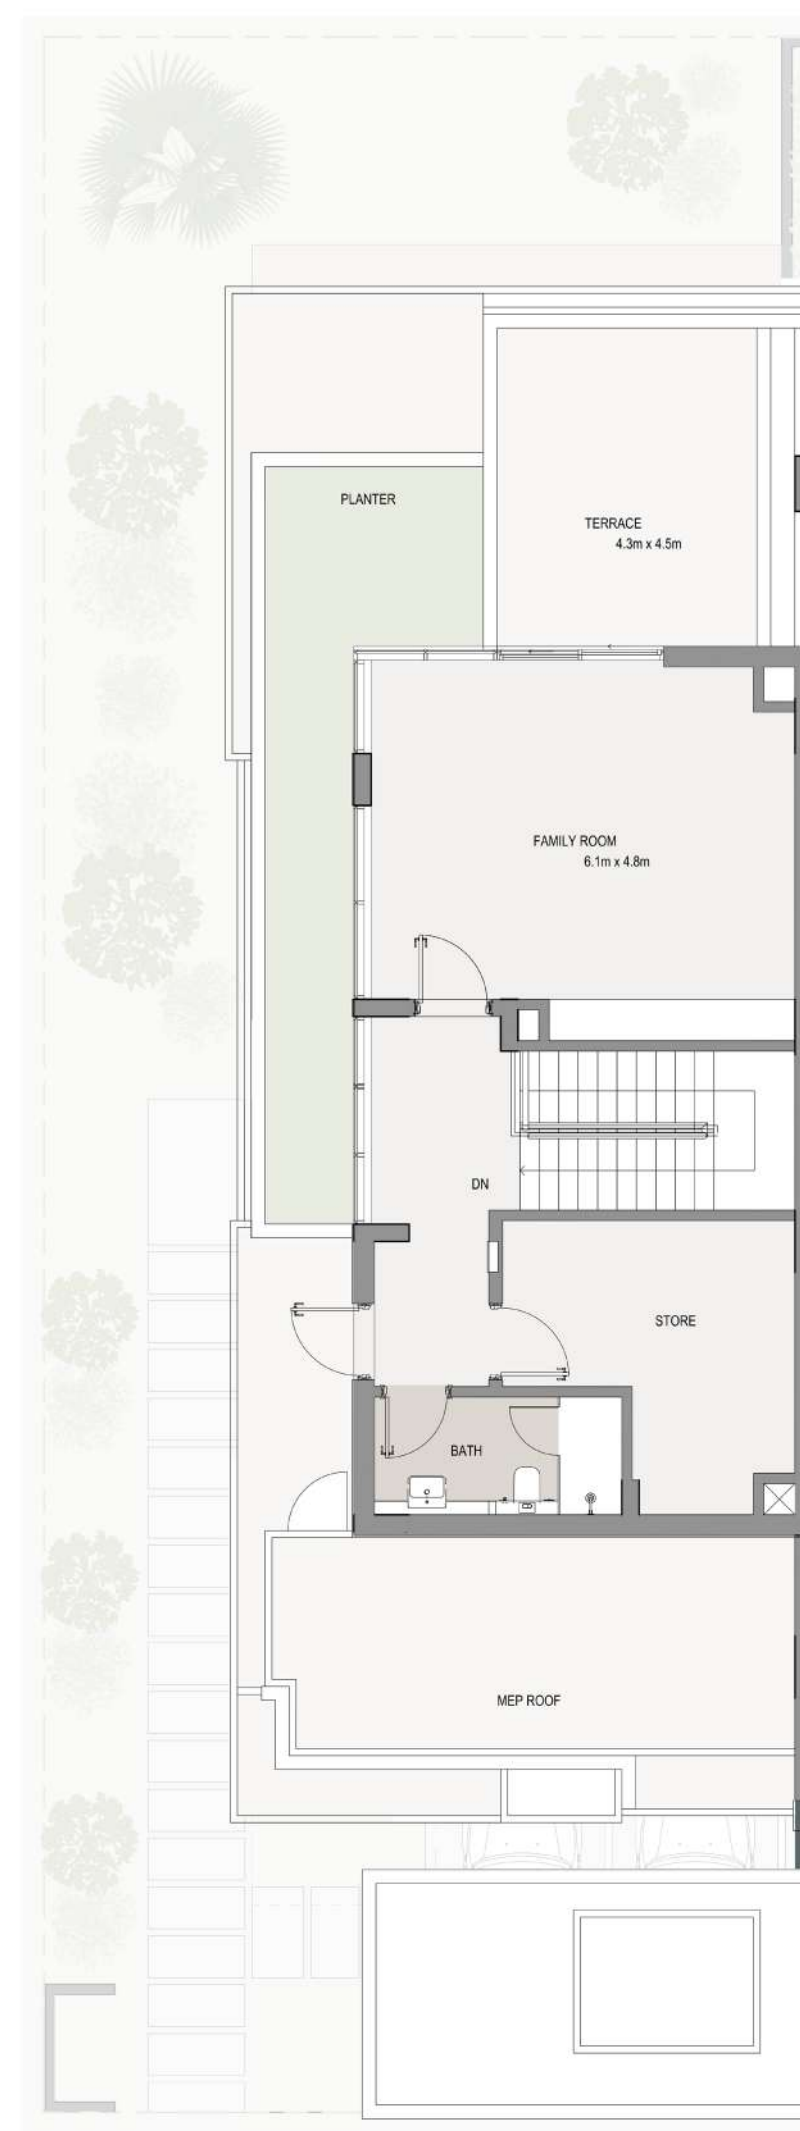 PLANTER
TERRACE
4.3m x 4.5m
FAMILY ROOM
6.1m x 4.8m
DN
STORE
BATH
MEP ROOF